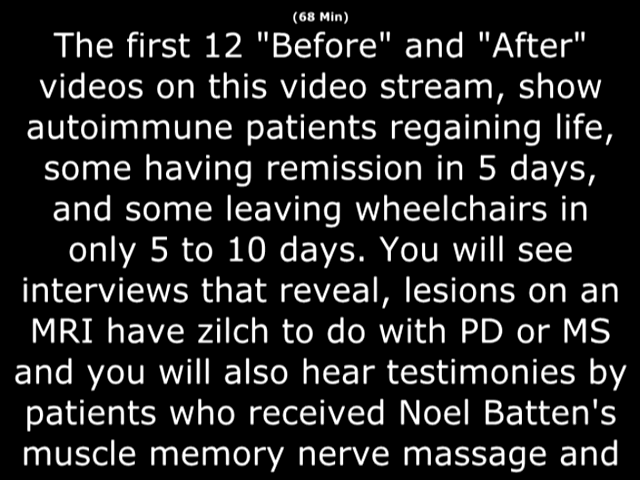 (68 Min)
The first 12 "Before" and "After"
videos on this video stream, show
autoimmune patients regaining life,
some having remission in 5 days,
and some leaving wheelchairs in
only 5 to 10 days. You will see
interviews that reveal, lesions on an
MRI have zilch to do with PD or MS
and you will also hear testimonies by
patients who received Noel Batten's
muscle memory nerve massage and